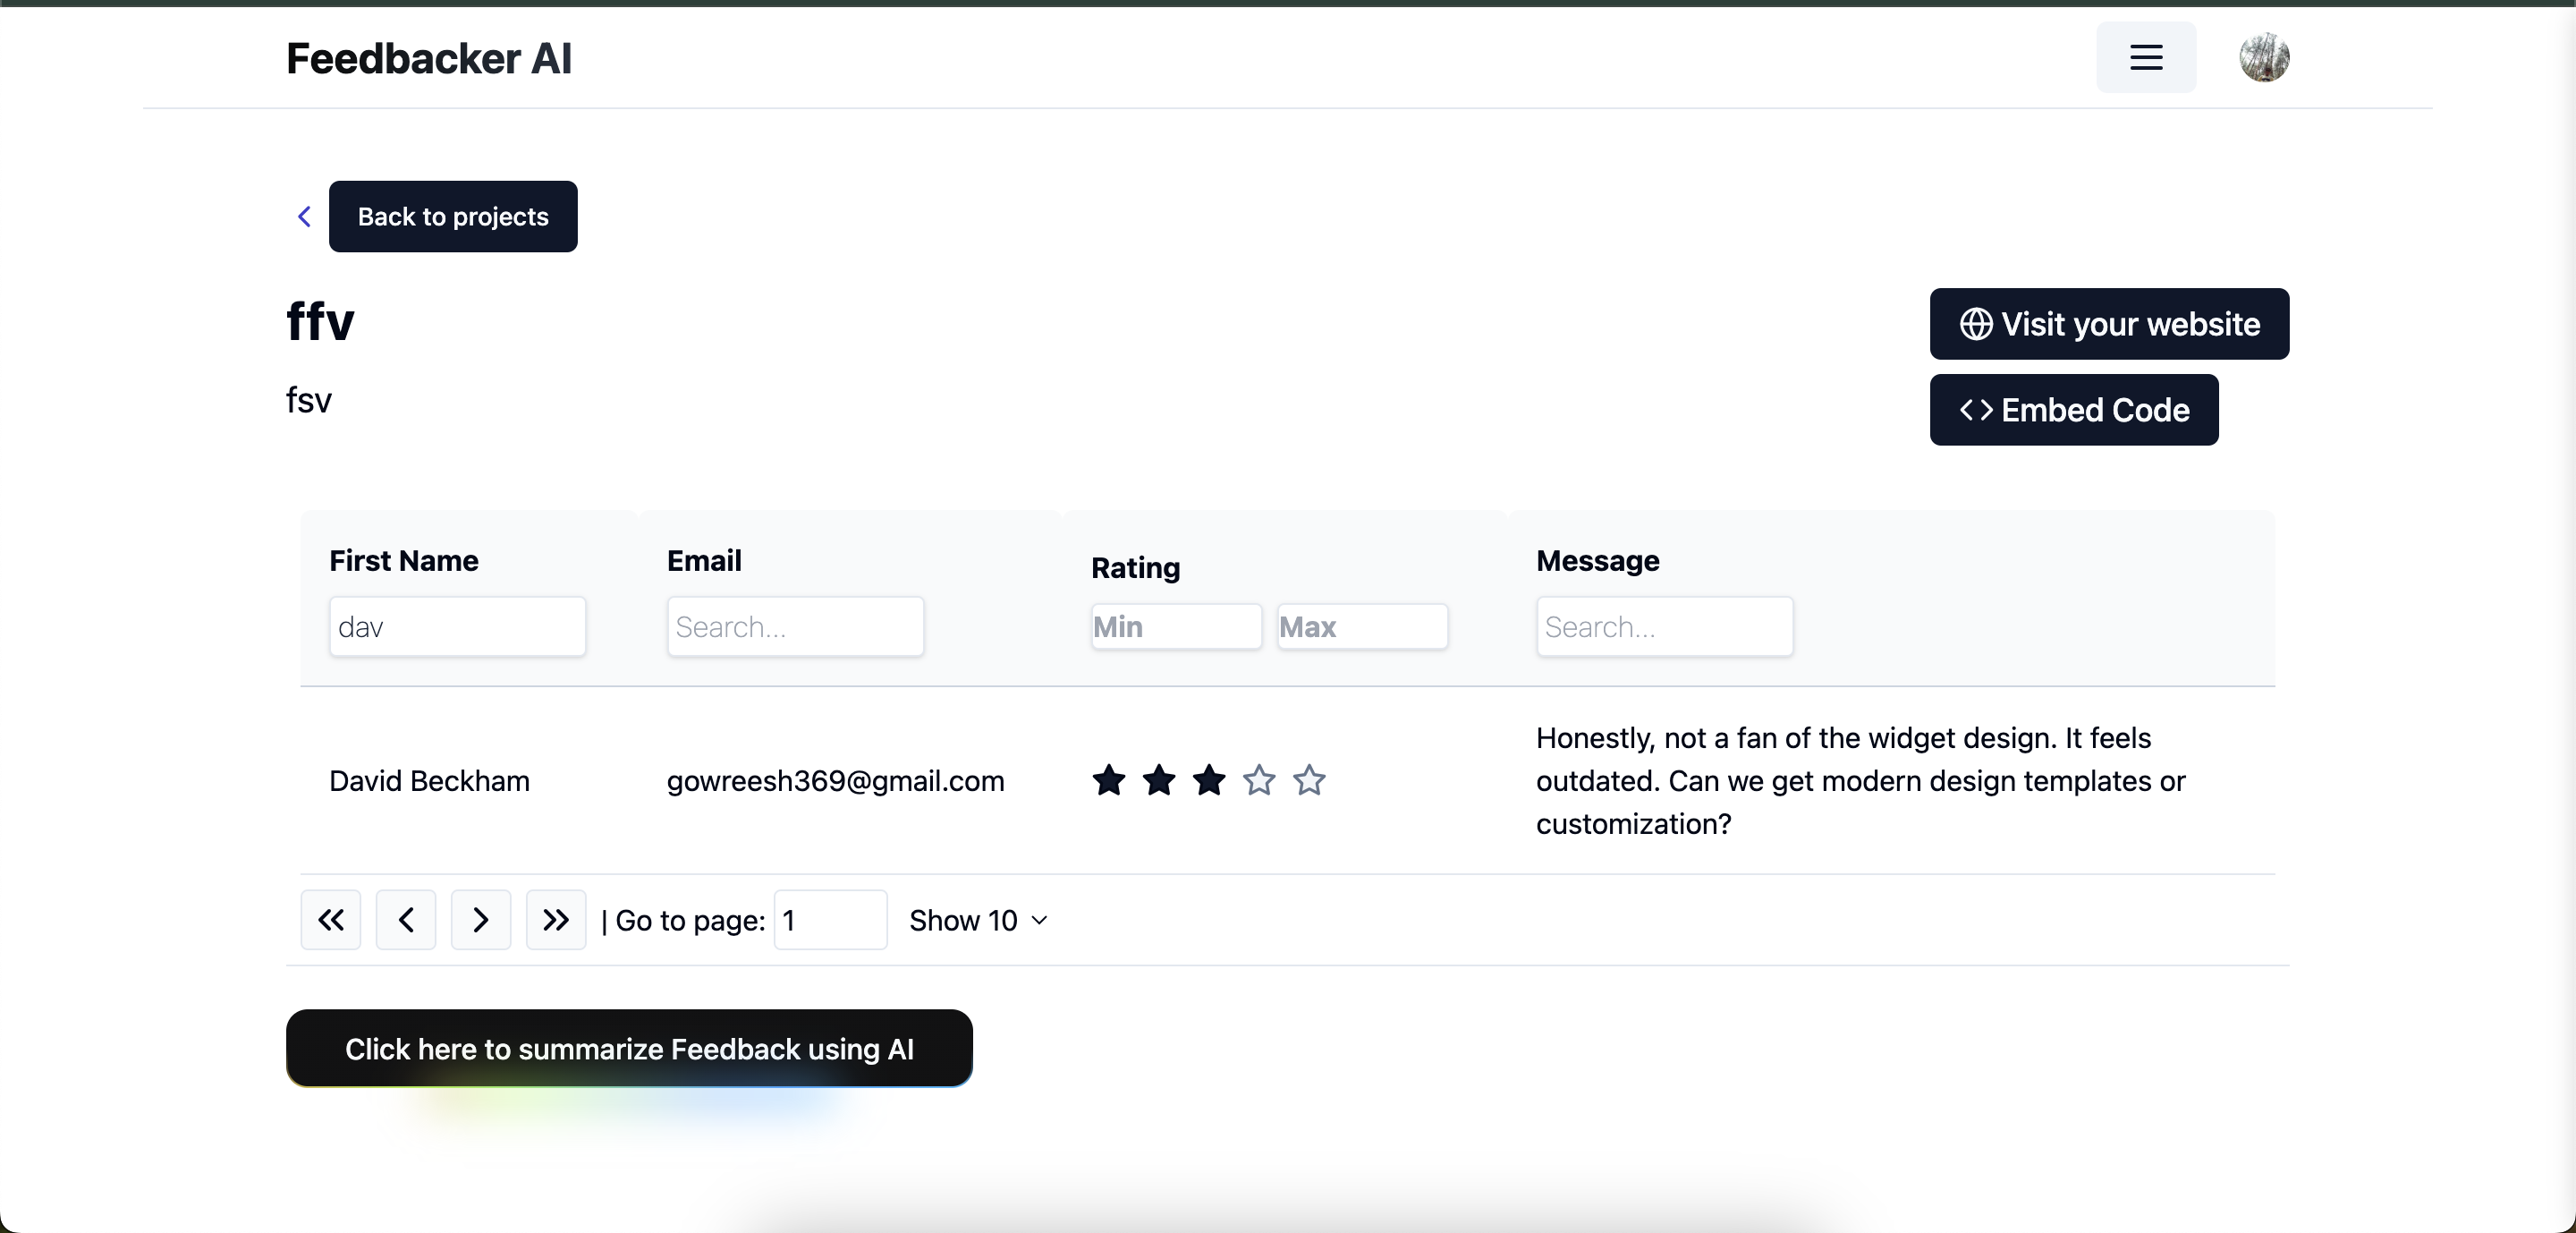 Feedbacker AI
Back to projects
ffv
Visit your website
fsv
Embed Code
First Name
Email
Rating
Message
dav
Search...
Min
Max
Search...
David Beckham
gowreesh369@gmail.com
Honestly, not a fan of the widget design. It feels
outdated. Can we get modern design templates or
customization?
| Go to page:
1
Show 10
Click here to summarize Feedback using AI